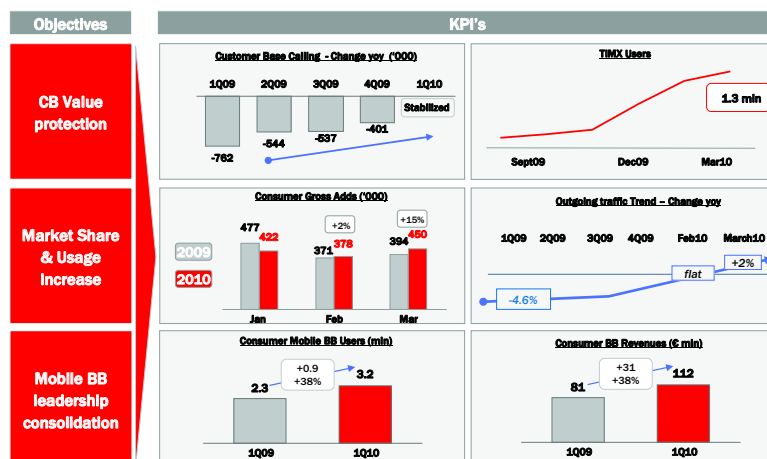 Objectives
KPI's
CB Value
protection
Customer Base Calling - Change yoy ('000)
1Q09 2Q09 3Q09 4Q09 1Q10
Stabilized
-762
-544
-537
-401
TIMX Users
1.3 min
Sept09 Dec09 Mar10
Market Share
& Usage
Increase
Consumer Gross Adds ('000)
2009
2010
477
422
+2%
371
378
+15%
394
450
Jan Feb Mar
Outgoing traffic Trend – Change yoy
1Q09 2Q09 3Q09 4Q09 Feb10 March10
-4.6%
flat
+2%
Mobile BB
leadership
consolidation
Consumer Mobile BB Users (min)
+0.9
+38%
2.3
3.2
1Q09 1Q10
Consumer BB Revenues (€ min)
+31
+38%
81
112
1Q09 1Q10